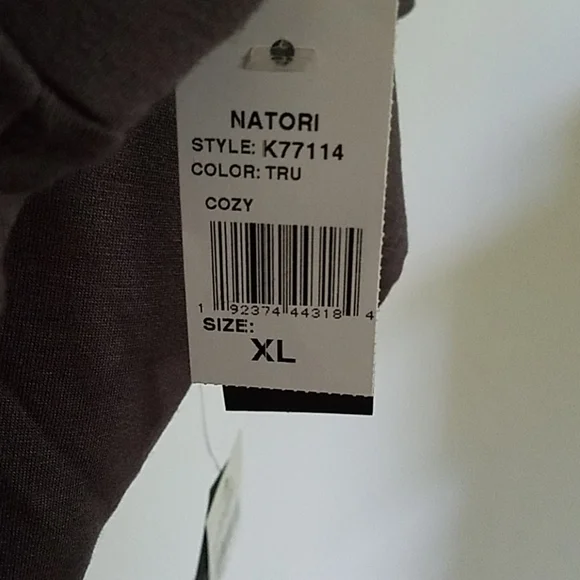 NATORI
STYLE: K77114
COLOR: TRU
COZY
1 92374 44318 4
SIZE:
XL